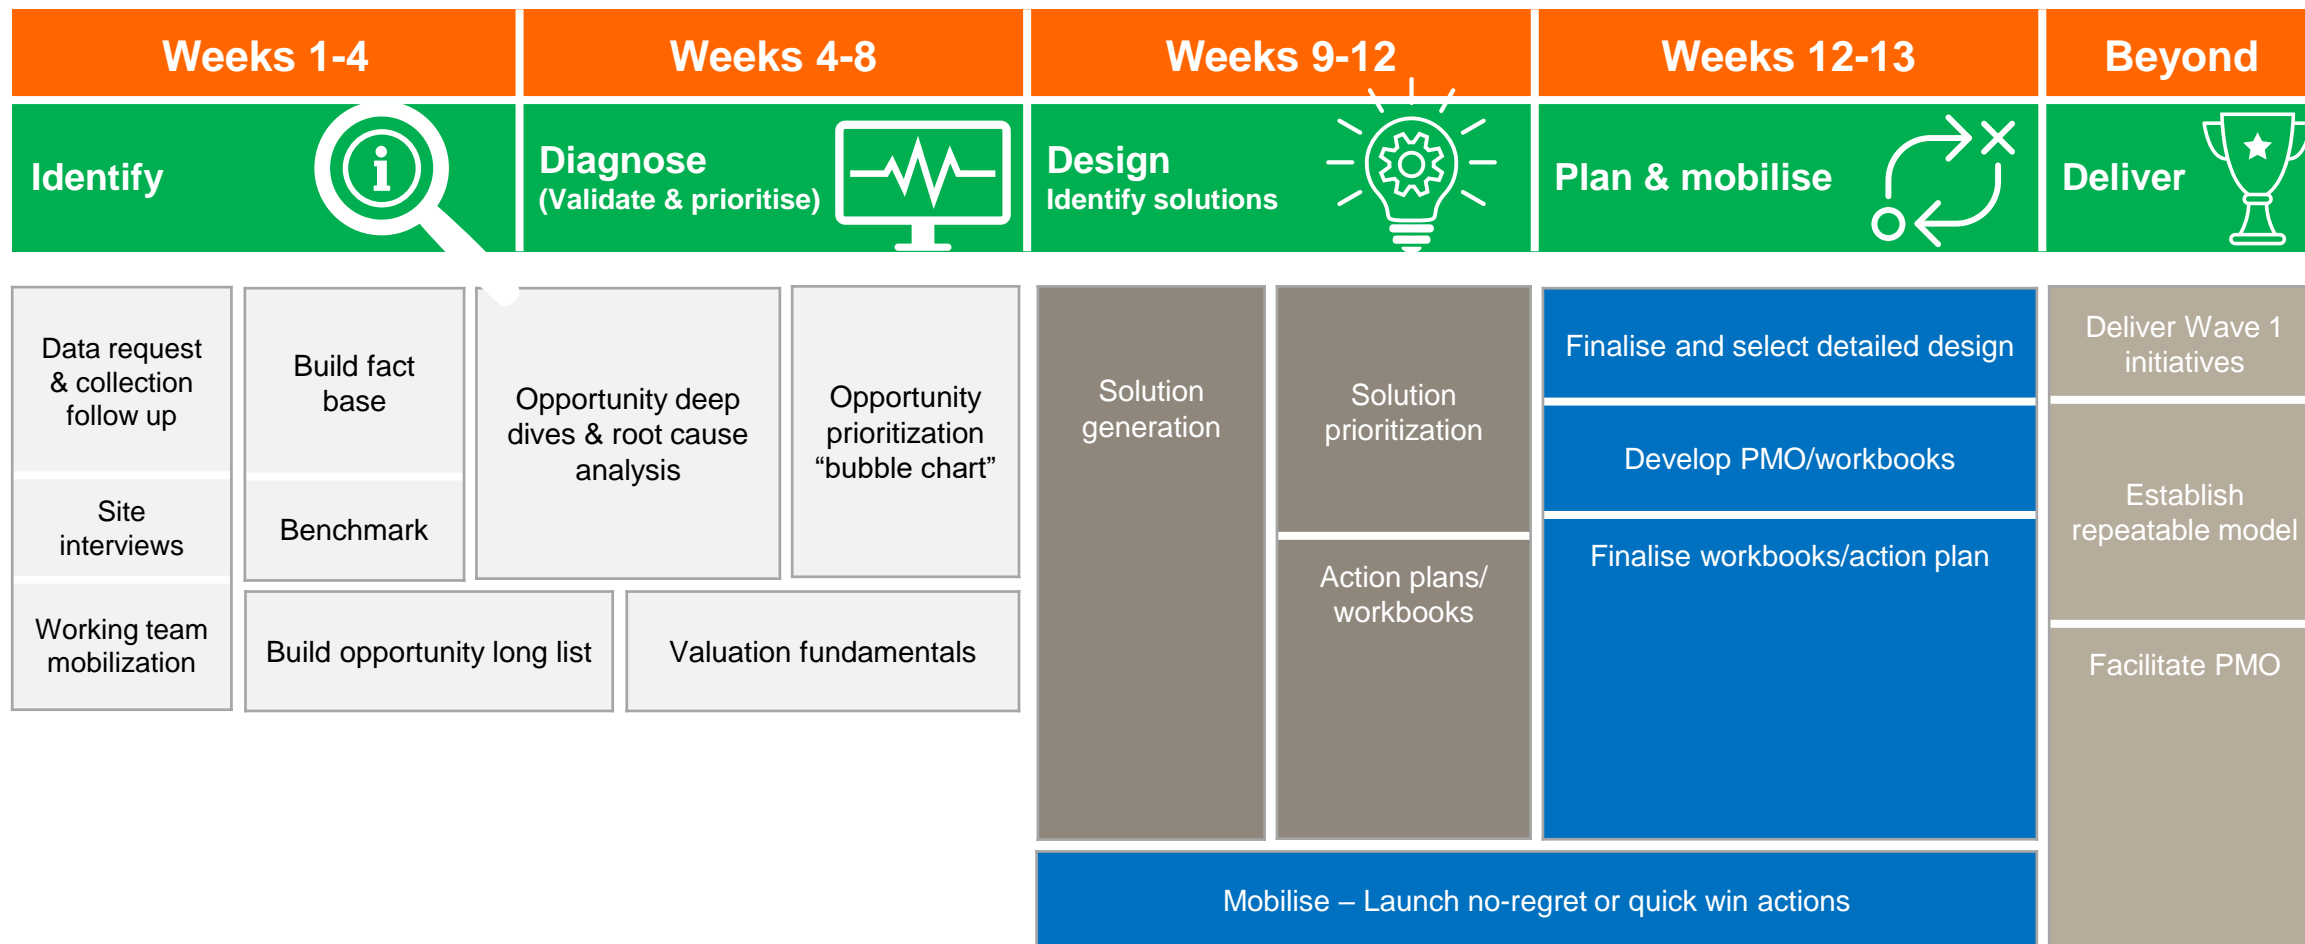 Weeks 1-4
Weeks 4-8
Weeks 9-12
Weeks 12-13
Beyond
Identify
i
Diagnose
(Validate & prioritise)
Design
Identify solutions
Plan & mobilise
Deliver
Data request
& collection
follow up
Site
interviews
Working team
mobilization
Build fact
base
Benchmark
Opportunity deep
dives & root cause
analysis
Opportunity
prioritization
“bubble chart”
Build opportunity long list
Valuation fundamentals
Solution
generation
Solution
prioritization
Action plans/
workbooks
Finalise and select detailed design
Develop PMO/workbooks
Finalise workbooks/action plan
Deliver Wave 1
initiatives
Establish
repeatable model
Facilitate PMO
Mobilise – Launch no-regret or quick win actions